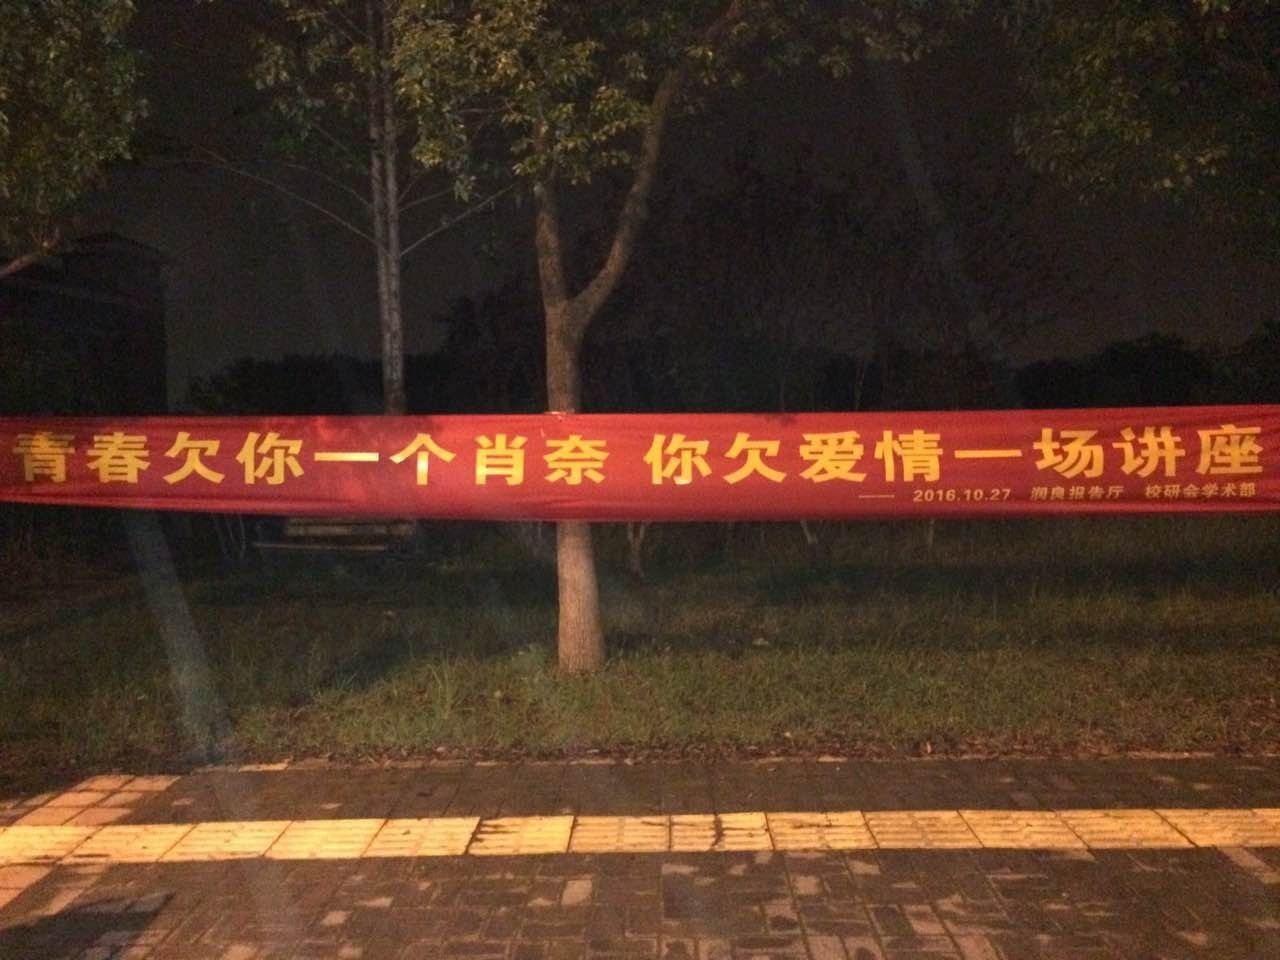 青春欠你一个肖奈 你欠爱情一场讲座
—— 2016.10.27 润良报告厅 校研会学术部